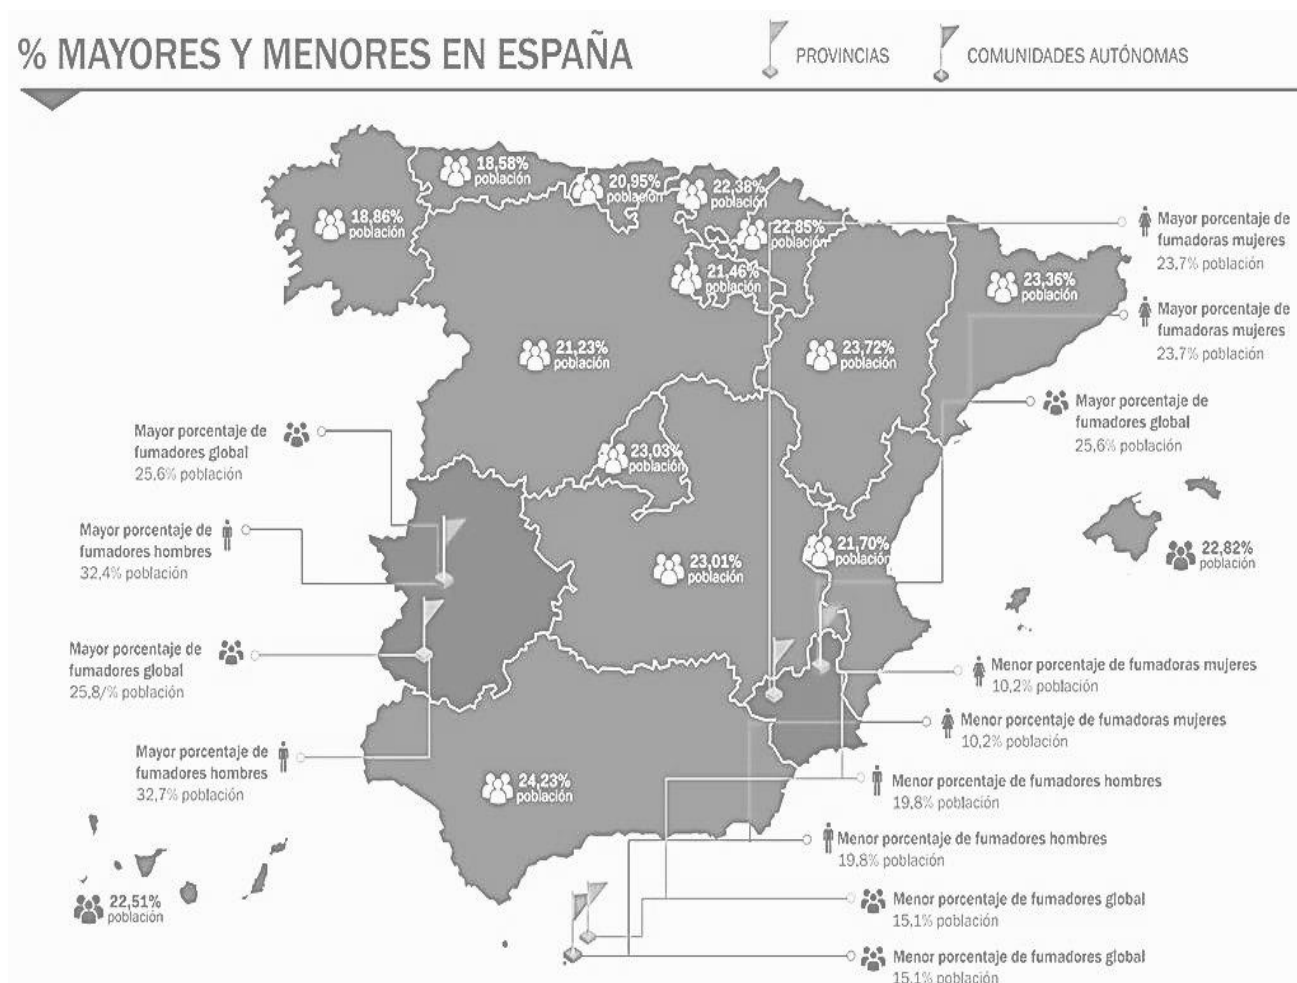 % MAYORES Y MENORES EN ESPAÑA
PROVINCIAS
COMUNIDADES AUTÓNOMAS
18,58%
población
20,95%
población
22,38%
población
18,86%
población
22,85%
población
21,46%
población
23,36%
población
21,23%
población
23,72%
población
23,03%
población
23,01%
población
21,70%
población
22,82%
población
24,23%
población
22,51%
población
Mayor porcentaje de
fumadores global
25,6% población
Mayor porcentaje de
fumadores hombres
32,4% población
Mayor porcentaje de
fumadores global
25,8/% población
Mayor porcentaje de
fumadores hombres
32,7% población
Mayor porcentaje de
fumadoras mujeres
23,7% población
Mayor porcentaje de
fumadoras mujeres
23,7% población
Mayor porcentaje de
fumadores global
25,6% población
Menor porcentaje de fumadoras mujeres
10,2% población
Menor porcentaje de fumadoras mujeres
10,2% población
Menor porcentaje de fumadores hombres
19,8% población
Menor porcentaje de fumadores hombres
19,8% población
Menor porcentaje de fumadores global
15,1% población
Menor porcentaje de fumadores global
15,1% población